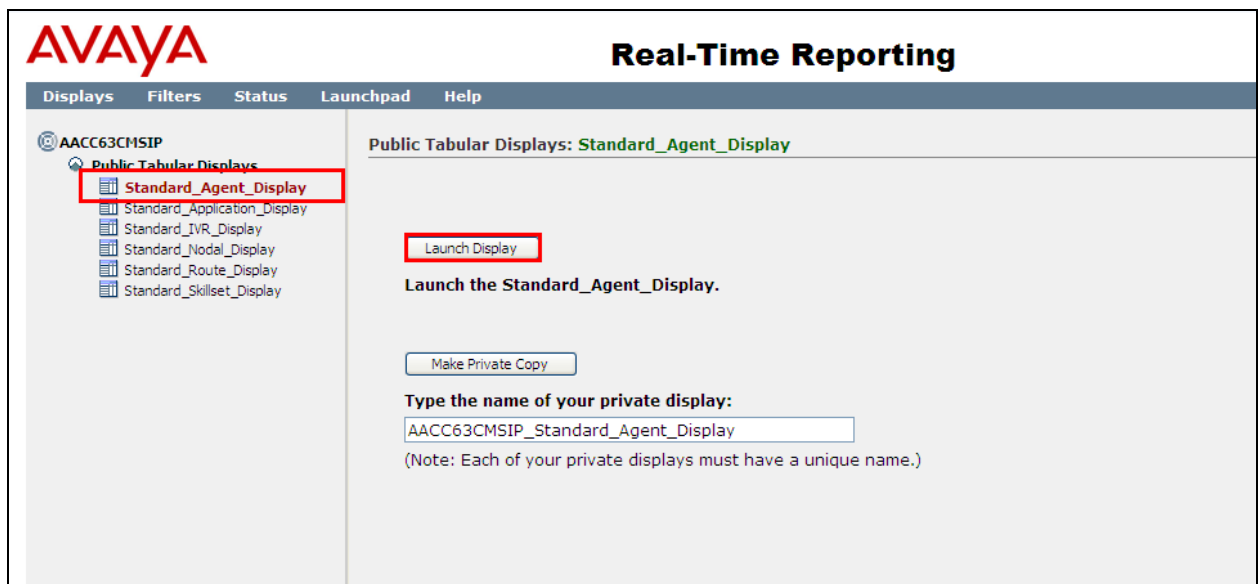 AVAYA
Real-Time Reporting
Displays Filters Status Launchpad Help
AACC63CMSIP
Public Tabular Displays
Standard_Agent_Display
Standard_Application_Display
Standard_IVR_Display
Standard_Nodal_Display
Standard_Route_Display
Standard_Skillset_Display
Public Tabular Displays: Standard_Agent_Display
Launch Display
Launch the Standard_Agent_Display.
Make Private Copy
Type the name of your private display:
AACC63CMSIP_Standard_Agent_Display
(Note: Each of your private displays must have a unique name.)